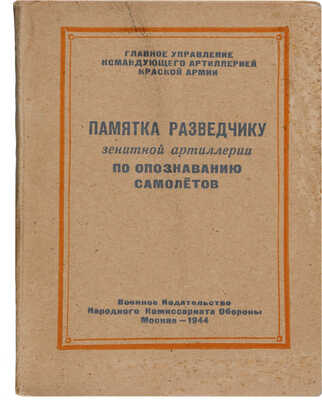 ГЛАВНОЕ УПРАВЛЕНИЕ
КОМАНДУЮЩЕГО АРТИЛЛЕРИЕЙ
КРАСНОЙ АРМИИ
ПАМЯТКА РАЗВЕДЧИКУ
зенитной артиллерии
ПО ОПОЗНАВАНИЮ
САМОЛЁТОВ
Военное Издательство
Народного Комиссариата Обороны
Москва — 1944